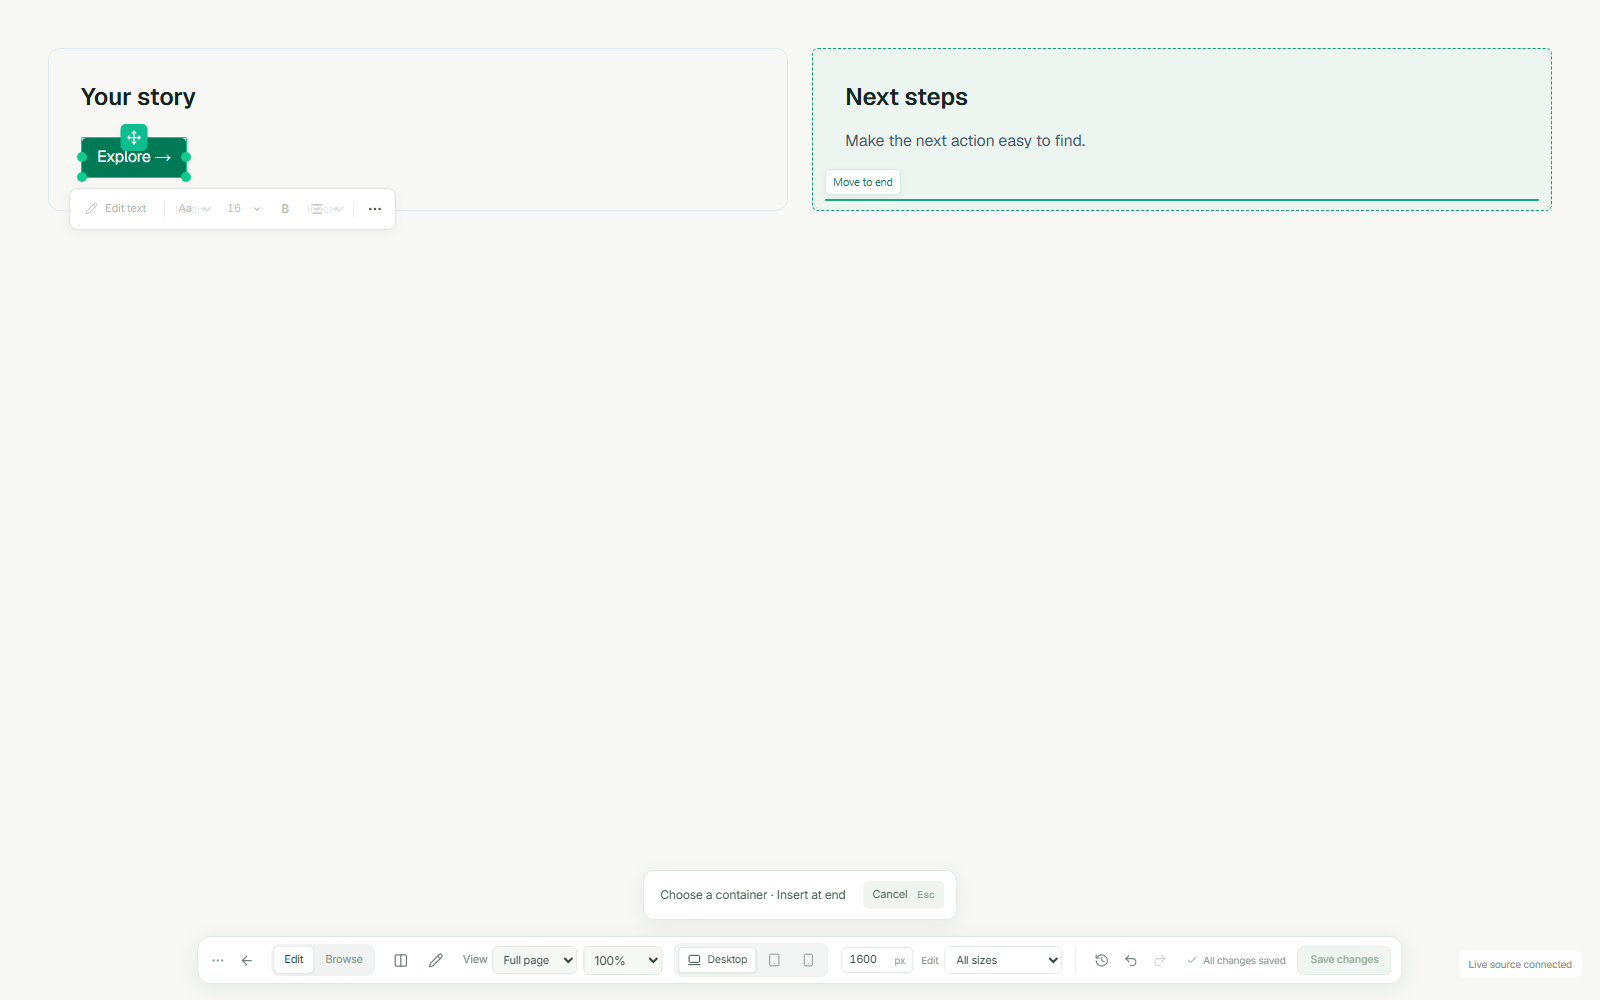 Your story
Explore →
Edit text
Aa
16
B
Next steps
Make the next action easy to find.
Move to end
Choose a container · Insert at end
Cancel Esc
Edit
Browse
View
Full page
100%
Desktop
1600 px
Edit
All sizes
All changes saved
Save changes
Live source connected